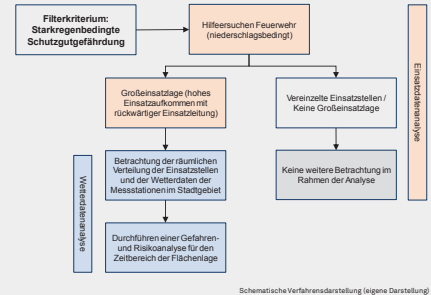 Filterkriterium:
Starkregenbedingte
Schutzgutgefährdung
Hilfeersuchen Feuerwehr
(niederschlagsbedingt)
Großeinsatzlage (hohes
Einsatzaufkommen mit
rückwärtiger Einsatzleitung)
Vereinzelte Einsatzstellen /
Keine Großeinsatzlage
Einsatzdatenanalyse
Betrachtung der räumlichen
Verteilung der Einsatzstellen
und der Wetterdaten der
Messstationen im Stadtgebiet
Keine weitere Betrachtung im
Rahmen der Analyse
Wetterdatenanalyse
Durchführen einer Gefahren-
und Risikoanalyse für den
Zeitbereich der Flächenlage
Schematische Verfahrensdarstellung (eigene Darstellung)